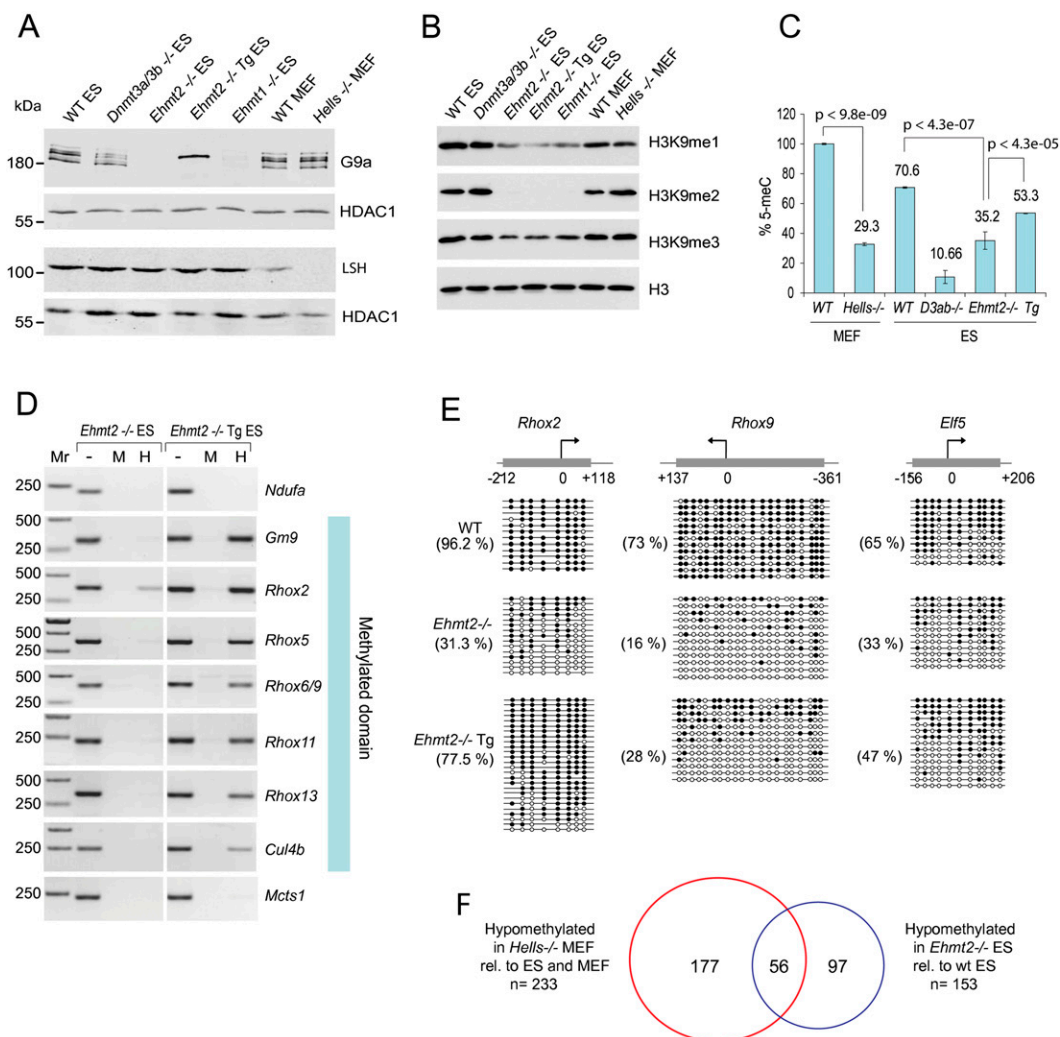 A
WT ES
Dnmt3a/3b -/- ES
Ehmt2 -/- ES
Ehmt2 -/- Tg ES
Ehmt1 -/- ES
WT MEF
Hells -/- MEF
kDa
180
G9a
55
HDAC1
100
LSH
55
HDAC1
B
WT ES
Dnmt3a/3b -/- ES
Ehmt2 -/- ES
Ehmt2 -/- Tg ES
Ehmt1 -/- ES
WT MEF
Hells -/- MEF
H3K9me1
H3K9me2
H3K9me3
H3
C
% 5-meC
120
100
80
60
40
20
0
p < 9.8e-09
p < 4.3e-07
p < 4.3e-05
29.3
70.6
10.66
35.2
53.3
WT Hells-/- WT D3ab-/- Ehmt2-/- Tg
MEF ES
D
Ehmt2 -/- ES Ehmt2 -/- Tg ES
Mr - M H - M H
250 Ndufa
500
250 Gm9
500
250 Rhox2
500
250 Rhox5
500
250 Rhox6/9
250 Rhox11
500
250 Rhox13
250 Cul4b
250 Mcts1
Methylated domain
E
Rhox2 Rhox9 Elf5
-212 0 +118 +137 0 -361 -156 0 +206
WT
(96.2 %) (73 %) (65 %)
Ehmt2-/-
(31.3 %) (16 %) (33 %)
Ehmt2-/- Tg
(77.5 %) (28 %) (47 %)
F
Hypomethylated
in Hells-/- MEF
rel. to ES and MEF
n= 233
177 56 97
Hypomethylated
in Ehmt2-/- ES
rel. to wt ES
n= 153